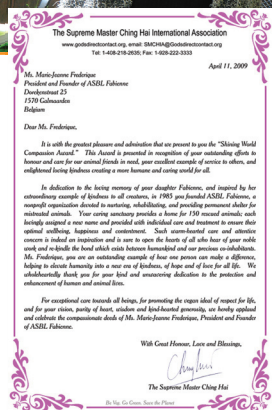 The Supreme Master Ching Hai International Association
www.godsdirectcontact.org, email: SMCHIA@Godsdirectcontact.org
Tel: 1-408-218-2635; Fax: 1-928-222-3333
April 11, 2009
Ms. Marie-Jeanne Frederique
President and Founder of ASBL Fabienne
Dorekenstraat 25
1570 Galmaarden
Belgium
Dear Ms. Frederique,
It is with the greatest pleasure and admiration that we present to you the "Shining World
Compassion Award." This Award is presented in recognition of your outstanding efforts to
honour and care for our animal friends in need, your excellent example of service to others, and
enlightened loving kindness creating a more humane and caring world for all.
In dedication to the loving memory of your daughter Fabienne, and inspired by her
extraordinary example of kindness to all creatures, in 1985 you founded ASBL Fabienne, a
nonprofit organization devoted to nurturing, rehabilitating, and providing permanent shelter for
mistreated animals. Your caring sanctuary provides a home for 150 rescued animals; each
lovingly assigned a new name and provided with individual care and treatment to ensure their
optimal wellbeing, happiness and contentment. Such warm-hearted care and attentive
concern is indeed an inspiration and is sure to open the hearts of all who hear of your noble
work and re-kindle the bond which exists between humankind and our precious co-inhabitants.
Ms. Frederique, you are an outstanding example of how one person can make a difference,
helping to elevate humanity into a new era of kindness, of hope and of love for all life. We
wholeheartedly thank you for your kind and unwavering dedication to the protection and
enhancement of human and animal lives.
For exceptional care towards all beings, for promoting the vegan ideal of respect for life,
and for your vision, purity of heart, wisdom and kind-hearted generosity, we hereby applaud
and celebrate the compassionate deeds of Ms. Marie-Jeanne Frederique, President and Founder
of ASBL Fabienne.
With Great Honour, Love and Blessings,
The Supreme Master Ching Hai
Be Veg, Go Green, Save the Planet